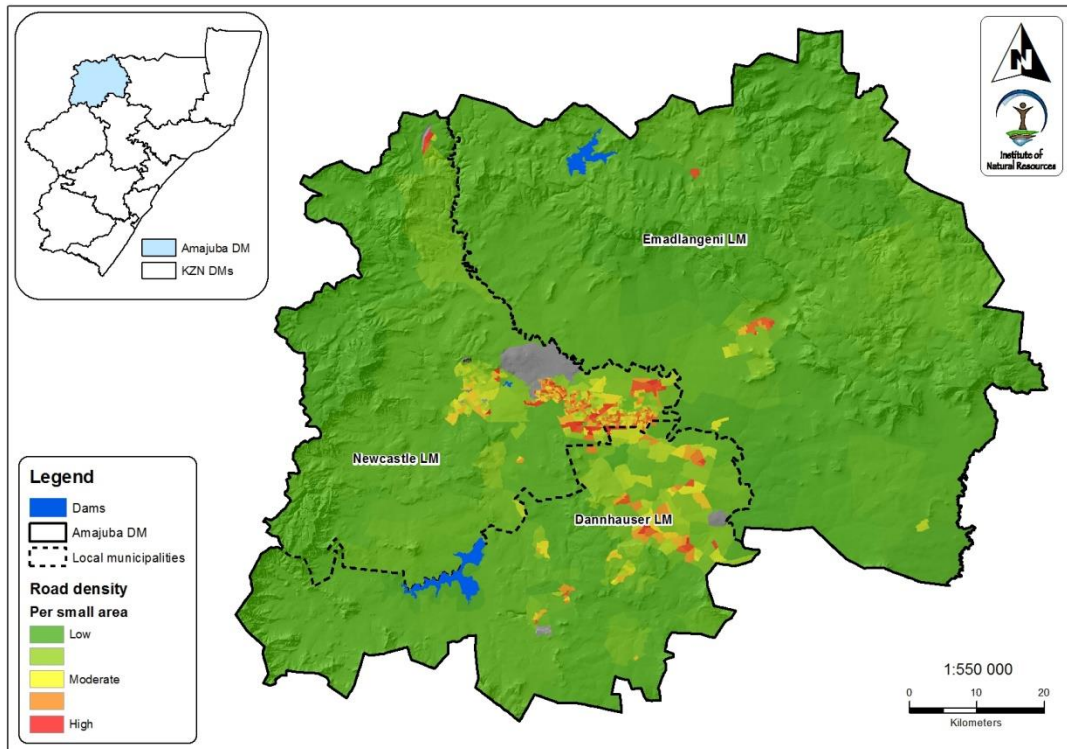 Amajuba DM
KZN DMs
N
Institute of
Natural Resources
Emadlangeni LM
Newcastle LM
Dannhauser LM
Legend
Dams
Amajuba DM
Local municipalities
Road density
Per small area
Low
Moderate
High
1:550 000
0 10 20
Kilometers